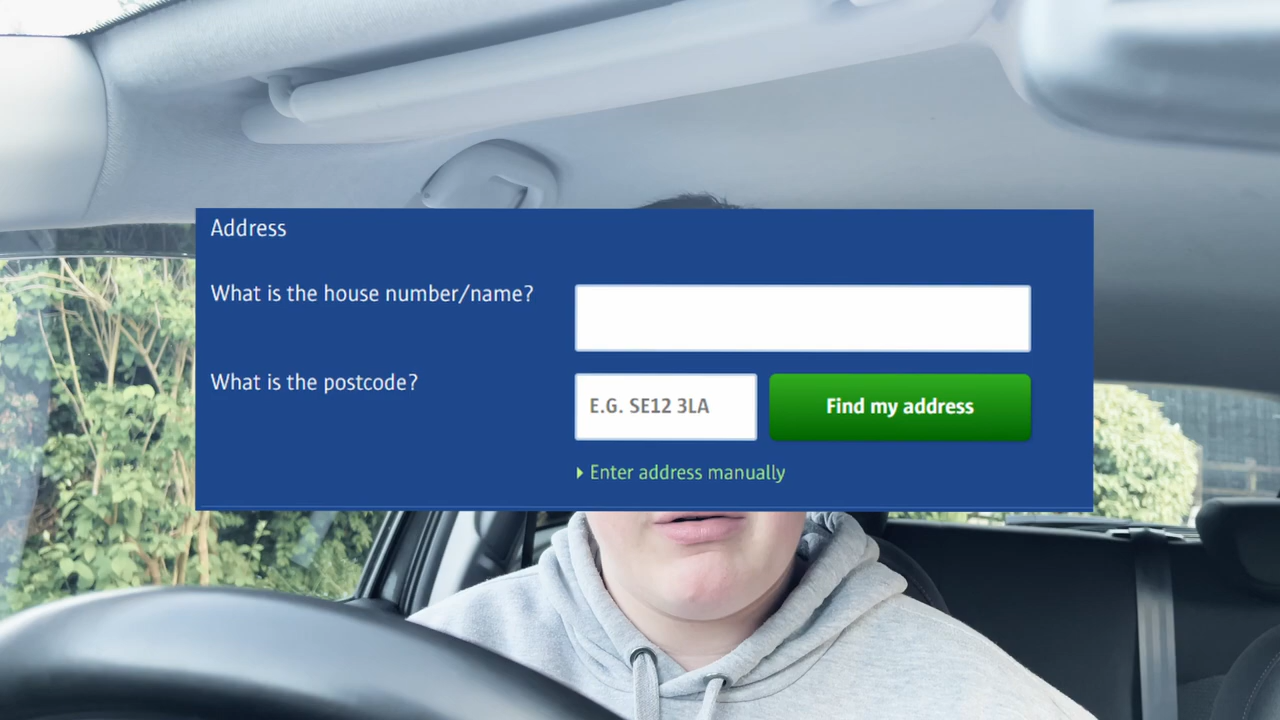 Address
What is the house number/name?
What is the postcode?
E.G. SE12 3LA
Find my address
Enter address manually